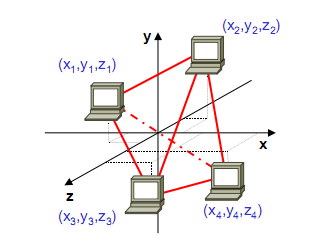 (x₂,y₂,z₂)
y
(x₁,y₁,z₁)
x
z
(x₃,y₃,z₃)
(x₄,y₄,z₄)